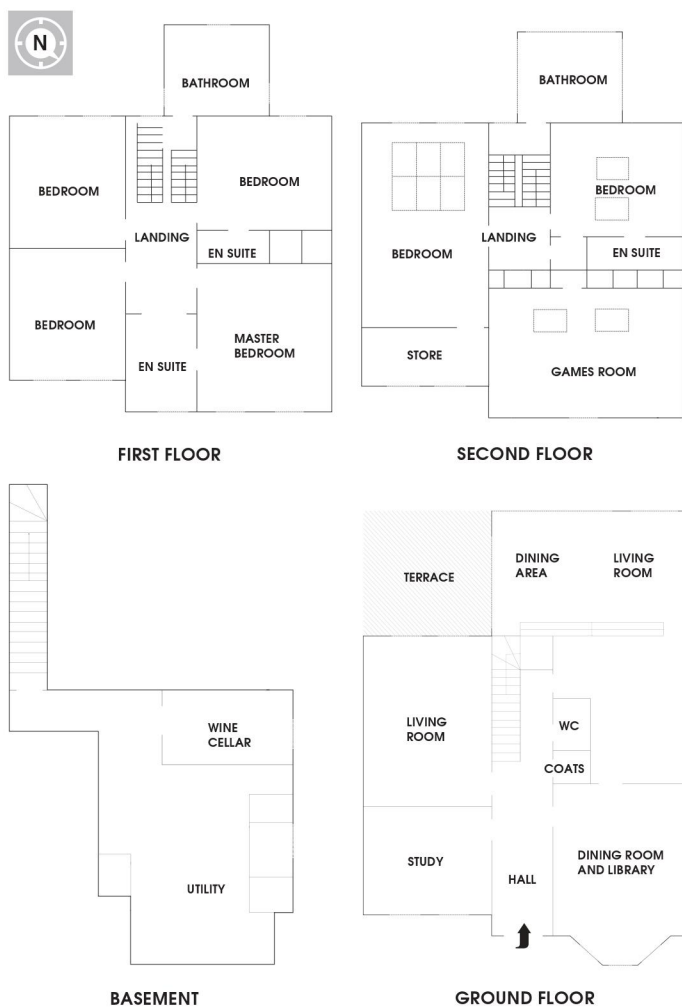 N
BATHROOM
BEDROOM
BEDROOM
LANDING
EN SUITE
BEDROOM
MASTER
BEDROOM
EN SUITE
FIRST FLOOR
BATHROOM
BEDROOM
BEDROOM
LANDING
EN SUITE
STORE
GAMES ROOM
SECOND FLOOR
WINE
CELLAR
UTILITY
BASEMENT
TERRACE
DINING
AREA
LIVING
ROOM
LIVING
ROOM
WC
COATS
STUDY
HALL
DINING ROOM
AND LIBRARY
GROUND FLOOR